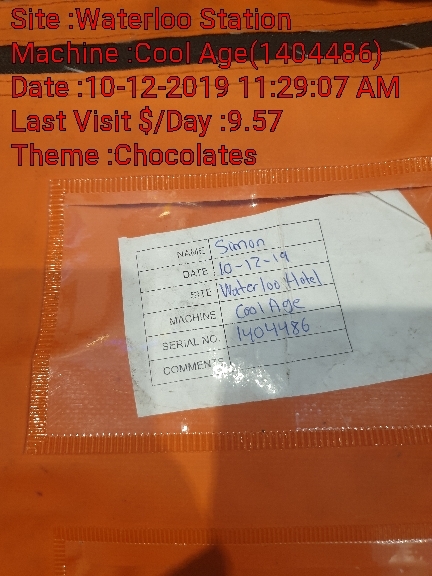 Site :Waterloo Station
Machine :Cool Age(1404486)
Date :10-12-2019 11:29:07 AM
Last Visit $/Day :9.57
Theme :Chocolates
NAME Simon
DATE 10-12-19
SITE Waterloo Hotel
MACHINE Cool Age
SERIAL NO. 1404486
COMMENTS